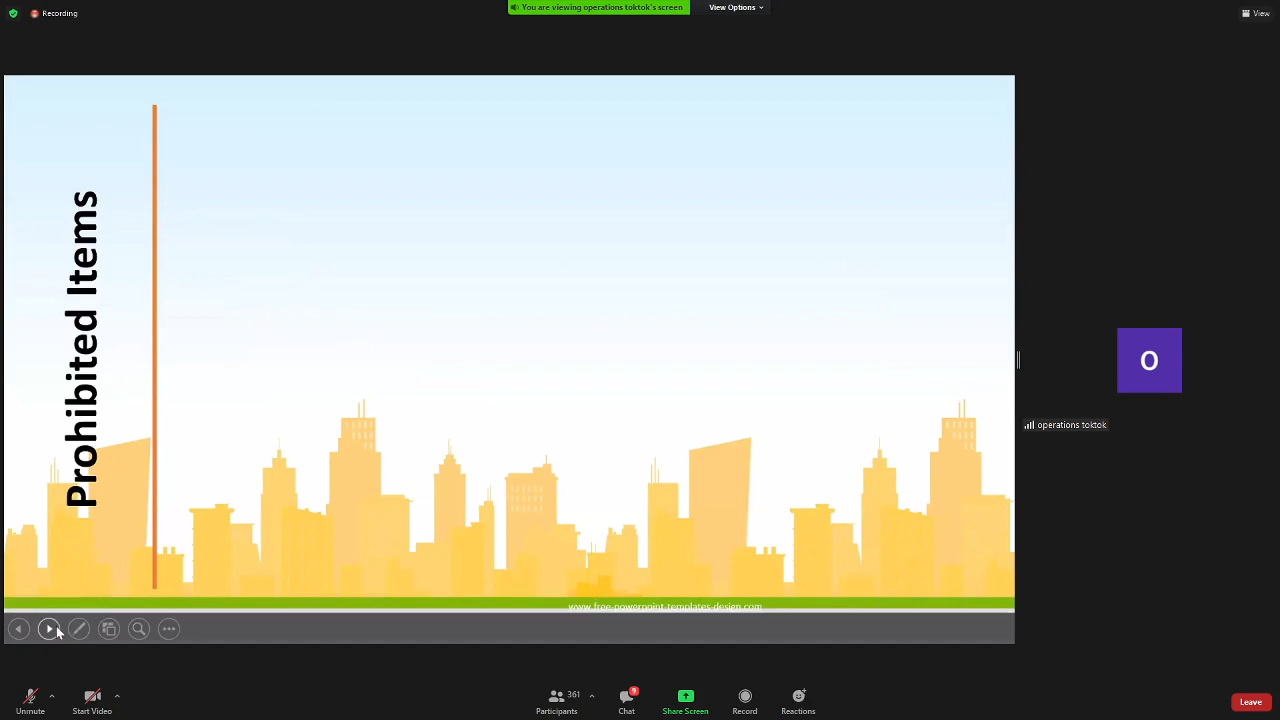 Recording
You are viewing operations toktok's screen
View Options
View
Prohibited Items
www.free-powerpoint-templates-design.com
O
operations toktok
Unmute
Start Video
361
Participants
9
Chat
Share Screen
Record
Reactions
Leave